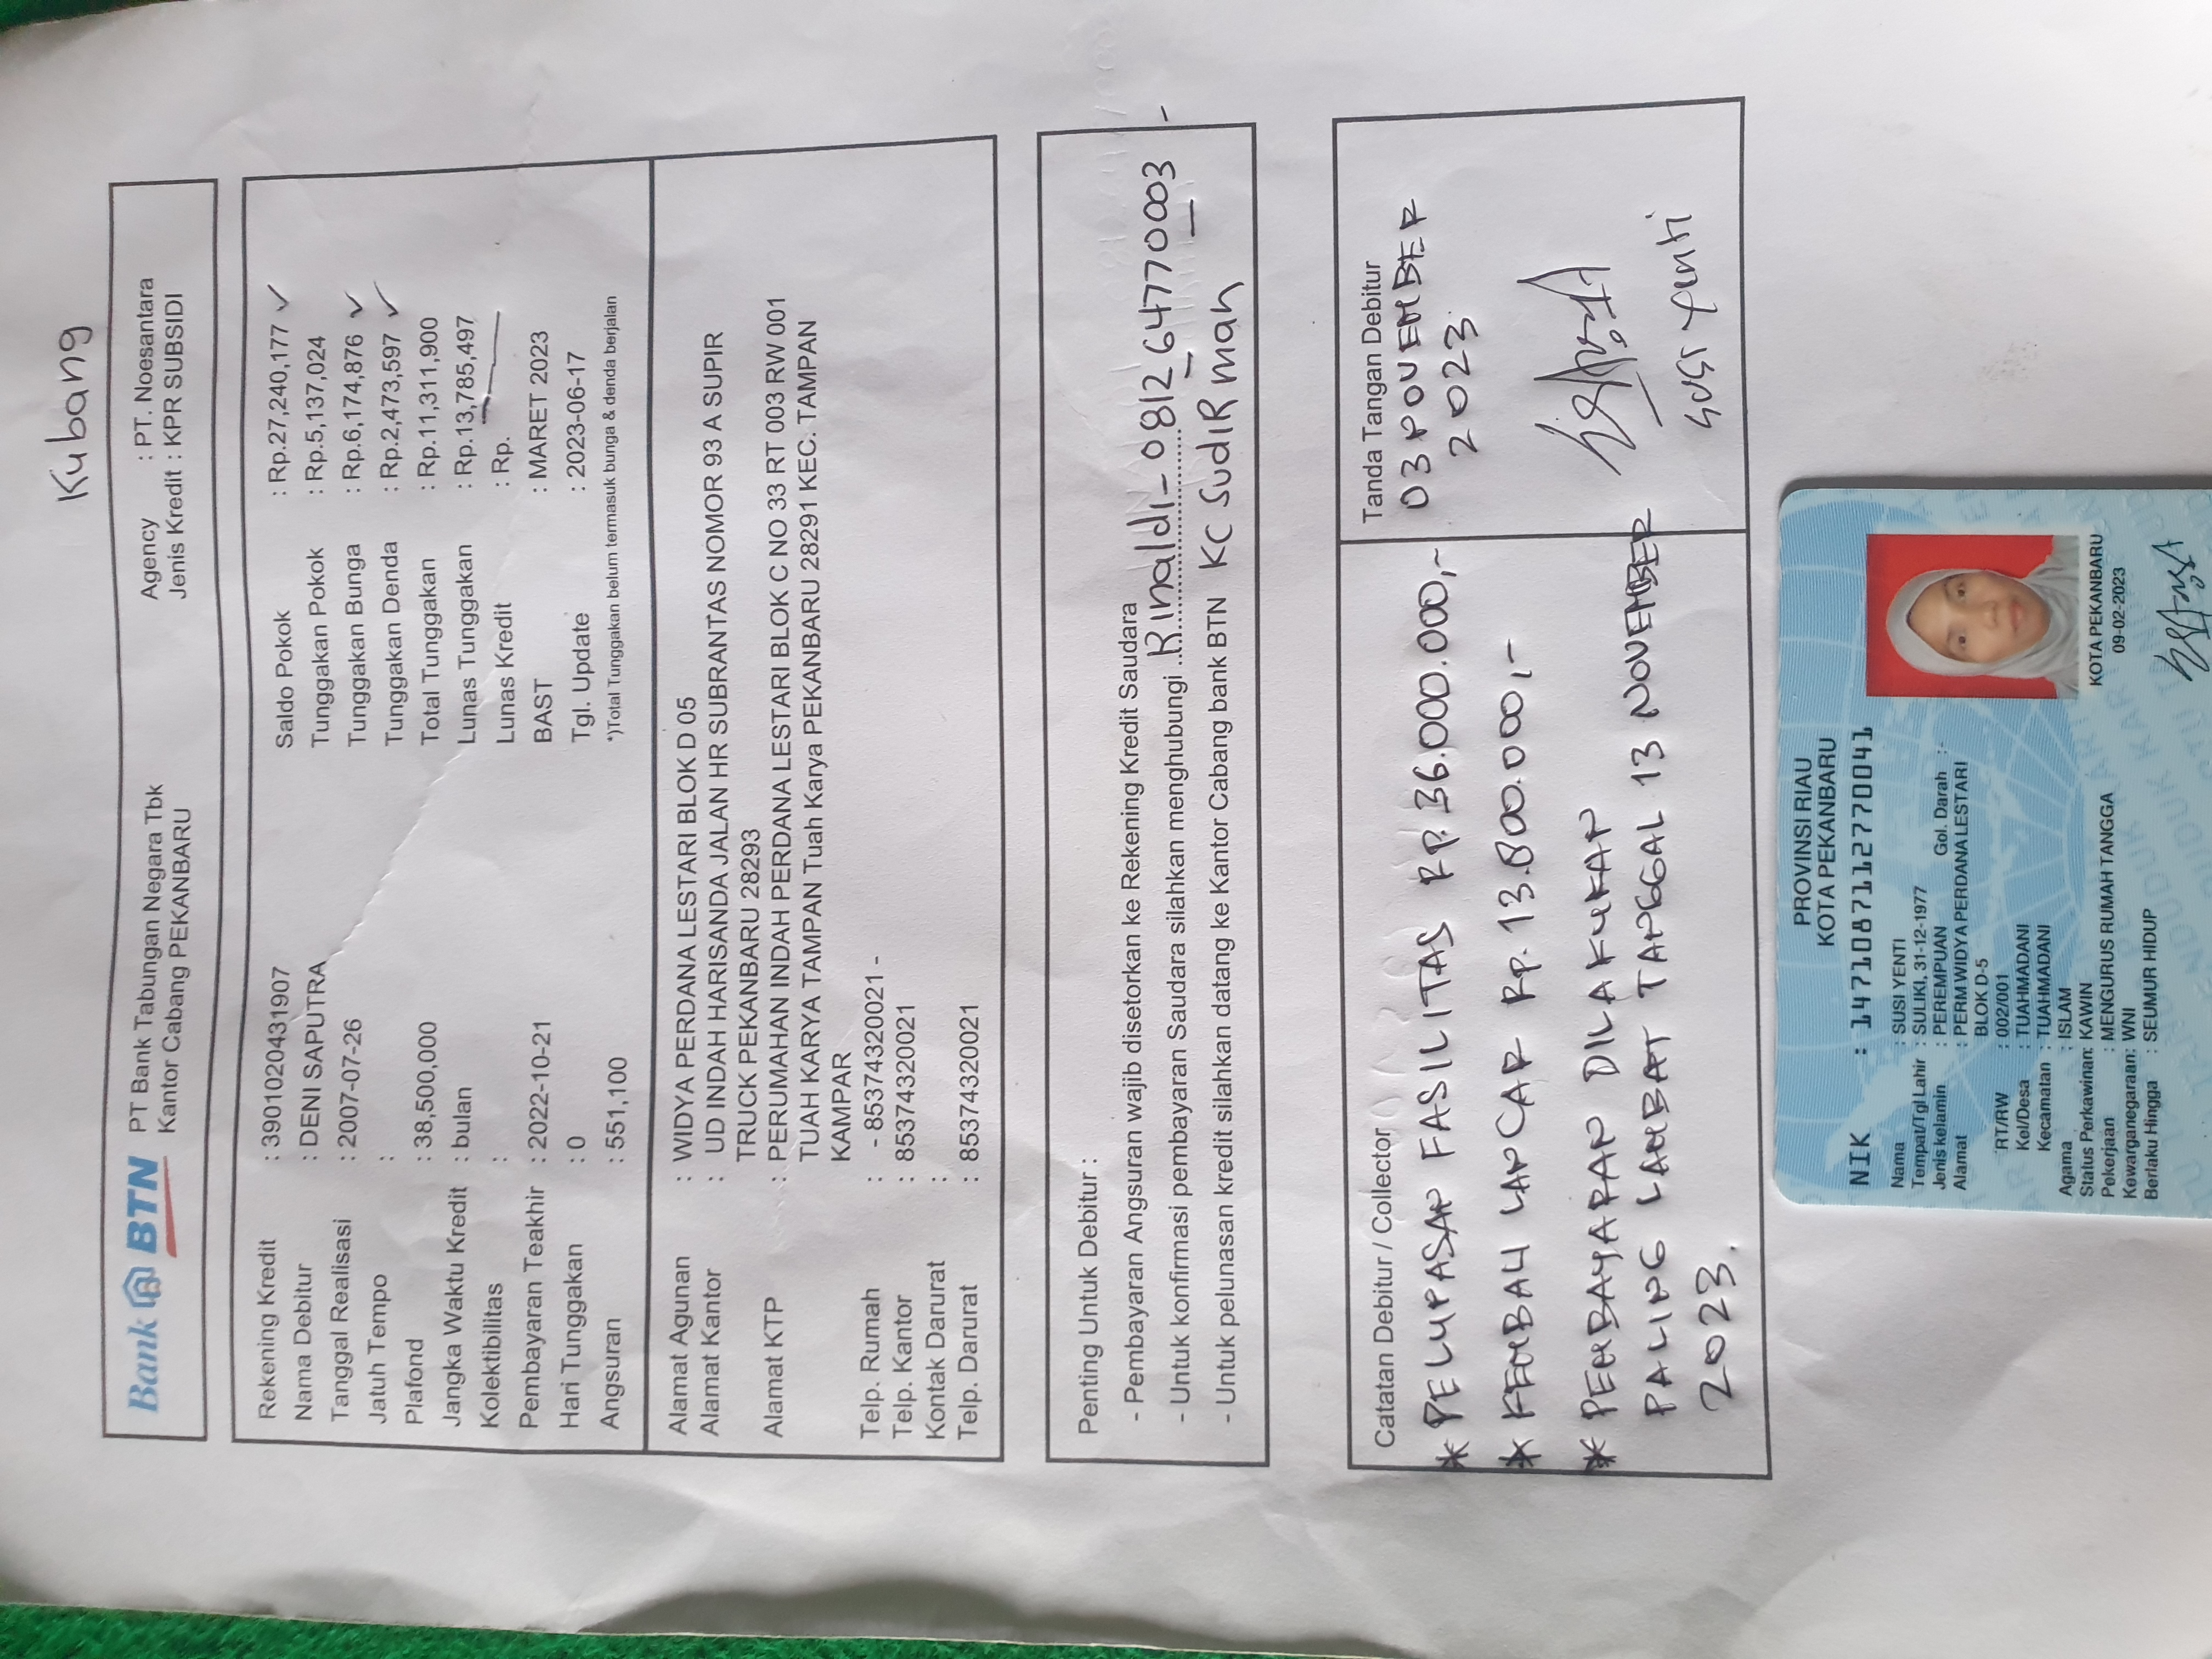 Kubang
Bank BTN PT Bank Tabungan Negara Tbk Agency : PT. Noesantara
Kantor Cabang PEKANBARU Jenis Kredit : KPR SUBSIDI
Rekening Kredit : 3901020431907 Saldo Pokok : Rp.27,240,177 ✓
Nama Debitur : DENI SAPUTRA Tunggakan Pokok : Rp.5,137,024
Tanggal Realisasi : 2007-07-26 Tunggakan Bunga : Rp.6,174,876 ✓
Jatuh Tempo : Tunggakan Denda : Rp.2,473,597 ✓
Plafond : 38,500,000 Total Tunggakan : Rp.11,311,900
Jangka Waktu Kredit : bulan Lunas Tunggakan : Rp.13,785,497
Kolektibilitas : Lunas Kredit : Rp.
Pembayaran Teakhir : 2022-10-21 BAST : MARET 2023
Hari Tunggakan : 0 Tgl. Update : 2023-06-17
Angsuran : 551,100 *)Total Tunggakan belum termasuk bunga & denda berjalan
Alamat Agunan : WIDYA PERDANA LESTARI BLOK D 05
Alamat Kantor : UD INDAH HARISANDA JALAN HR SUBRANTAS NOMOR 93 A SUPIR
TRUCK PEKANBARU 28293
Alamat KTP : PERUMAHAN INDAH PERDANA LESTARI BLOK C NO 33 RT 003 RW 001
TUAH KARYA TAMPAN Tuah Karya PEKANBARU 28291 KEC. TAMPAN
KAMPAR
Telp. Rumah : - 85374320021 -
Telp. Kantor : 85374320021
Kontak Darurat :
Telp. Darurat : 85374320021
Penting Untuk Debitur :
- Pembayaran Angsuran wajib disetorkan ke Rekening Kredit Saudara
- Untuk konfirmasi pembayaran Saudara silahkan menghubungi Rinaldi - 081264770003 -
- Untuk pelunasan kredit silahkan datang ke Kantor Cabang bank BTN KC SUDIRman
Catatan Debitur / Collector
* PELUPASAN FASILITAS RP. 36.000.000,-
* KEMBALI LANCAR Rp. 13.800.000,-
* PEMBAYARAN DILAKUKAN
PALING LAMBAT TANGGAL 13 NOVEMBER
2023.
Tanda Tangan Debitur
03 NOVEMBER
2023
SUSI Yenti
PROVINSI RIAU
KOTA PEKANBARU
NIK : 1471087112770041
Nama : SUSI YENTI
Tempat/Tgl Lahir : SULIKI, 31-12-1977
Jenis kelamin : PEREMPUAN Gol. Darah :-
Alamat : PERM WIDYA PERDANA LESTARI
BLOK D-5
RT/RW : 002/001
Kel/Desa : TUAHMADANI
Kecamatan : TUAHMADANI
Agama : ISLAM
Status Perkawinan: KAWIN
Pekerjaan : MENGURUS RUMAH TANGGA
Kewarganegaraan: WNI
Berlaku Hingga : SEUMUR HIDUP
KOTA PEKANBARU
09-02-2023